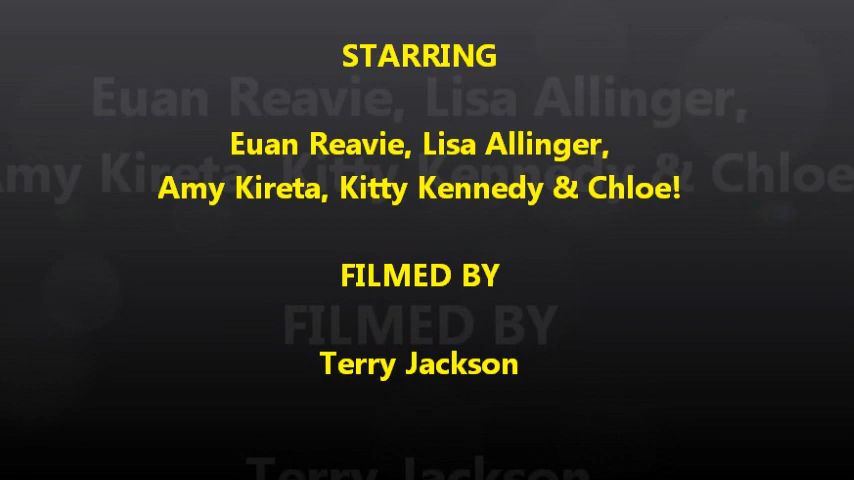 STARRING
Euan Reavie, Lisa Allinger,
Amy Kireta, Kitty Kennedy & Chloe!
FILMED BY
Terry Jackson